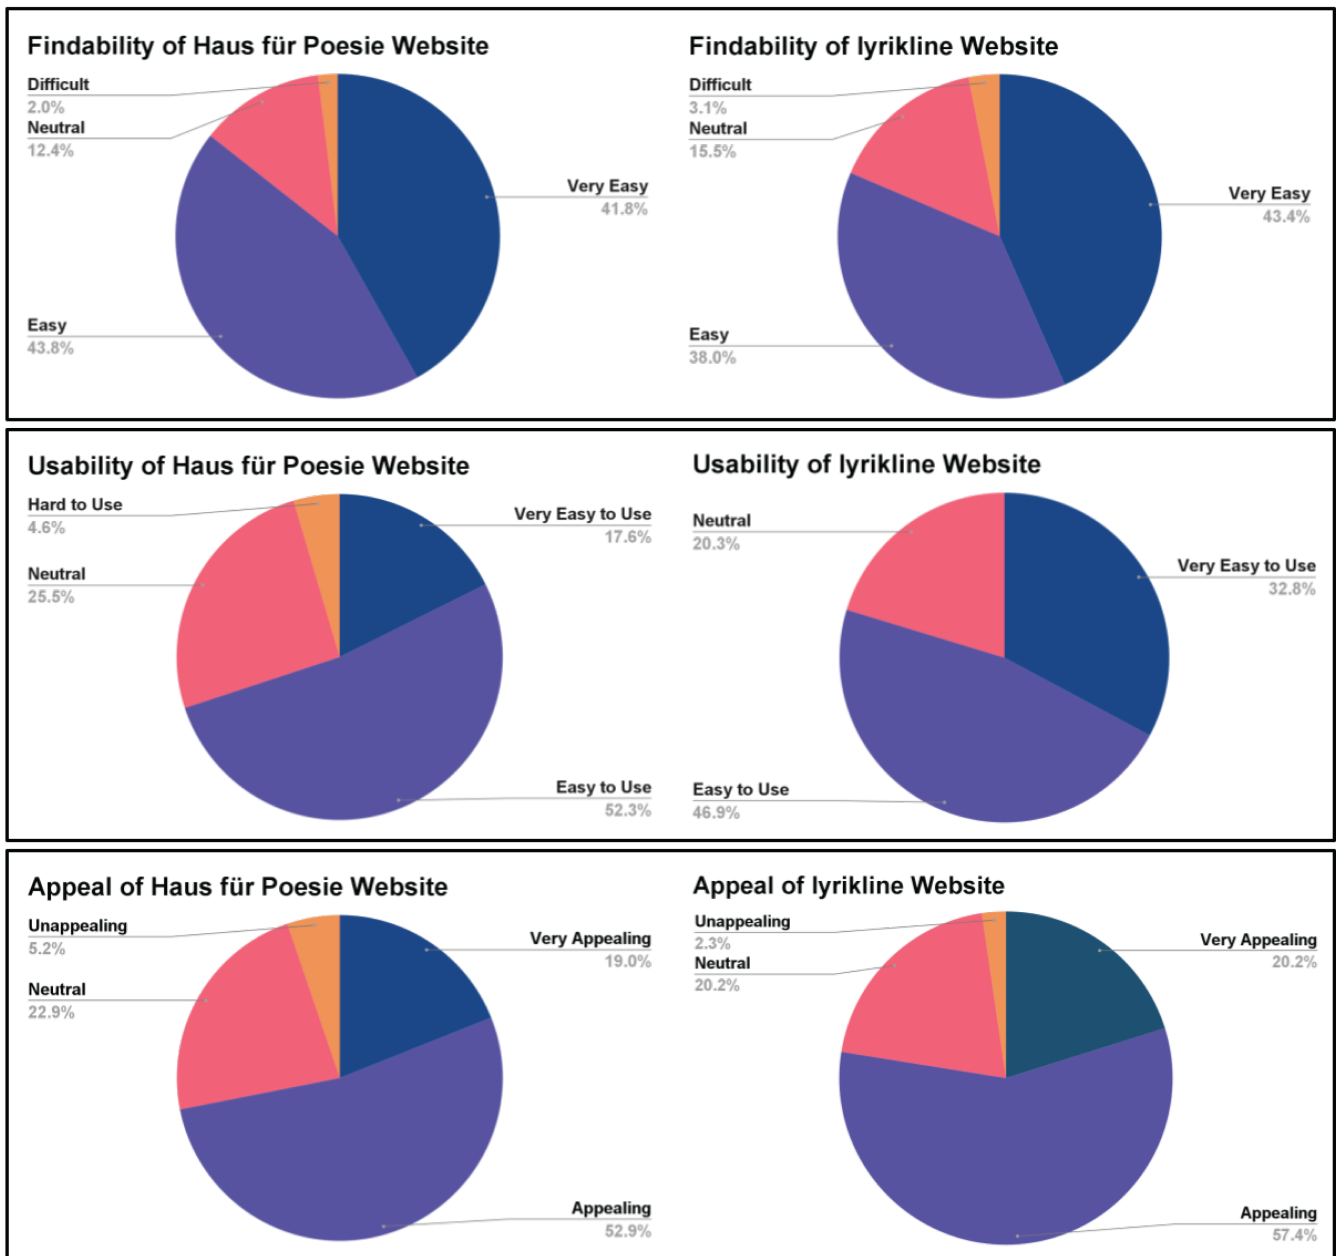 Findability of Haus für Poesie Website
Difficult
2.0%
Neutral
12.4%
Very Easy
41.8%
Easy
43.8%
Findability of lyrikline Website
Difficult
3.1%
Neutral
15.5%
Very Easy
43.4%
Easy
38.0%
Usability of Haus für Poesie Website
Hard to Use
4.6%
Very Easy to Use
17.6%
Neutral
25.5%
Easy to Use
52.3%
Usability of lyrikline Website
Neutral
20.3%
Very Easy to Use
32.8%
Easy to Use
46.9%
Appeal of Haus für Poesie Website
Unappealing
5.2%
Very Appealing
19.0%
Neutral
22.9%
Appealing
52.9%
Appeal of lyrikline Website
Unappealing
2.3%
Neutral
20.2%
Very Appealing
20.2%
Appealing
57.4%